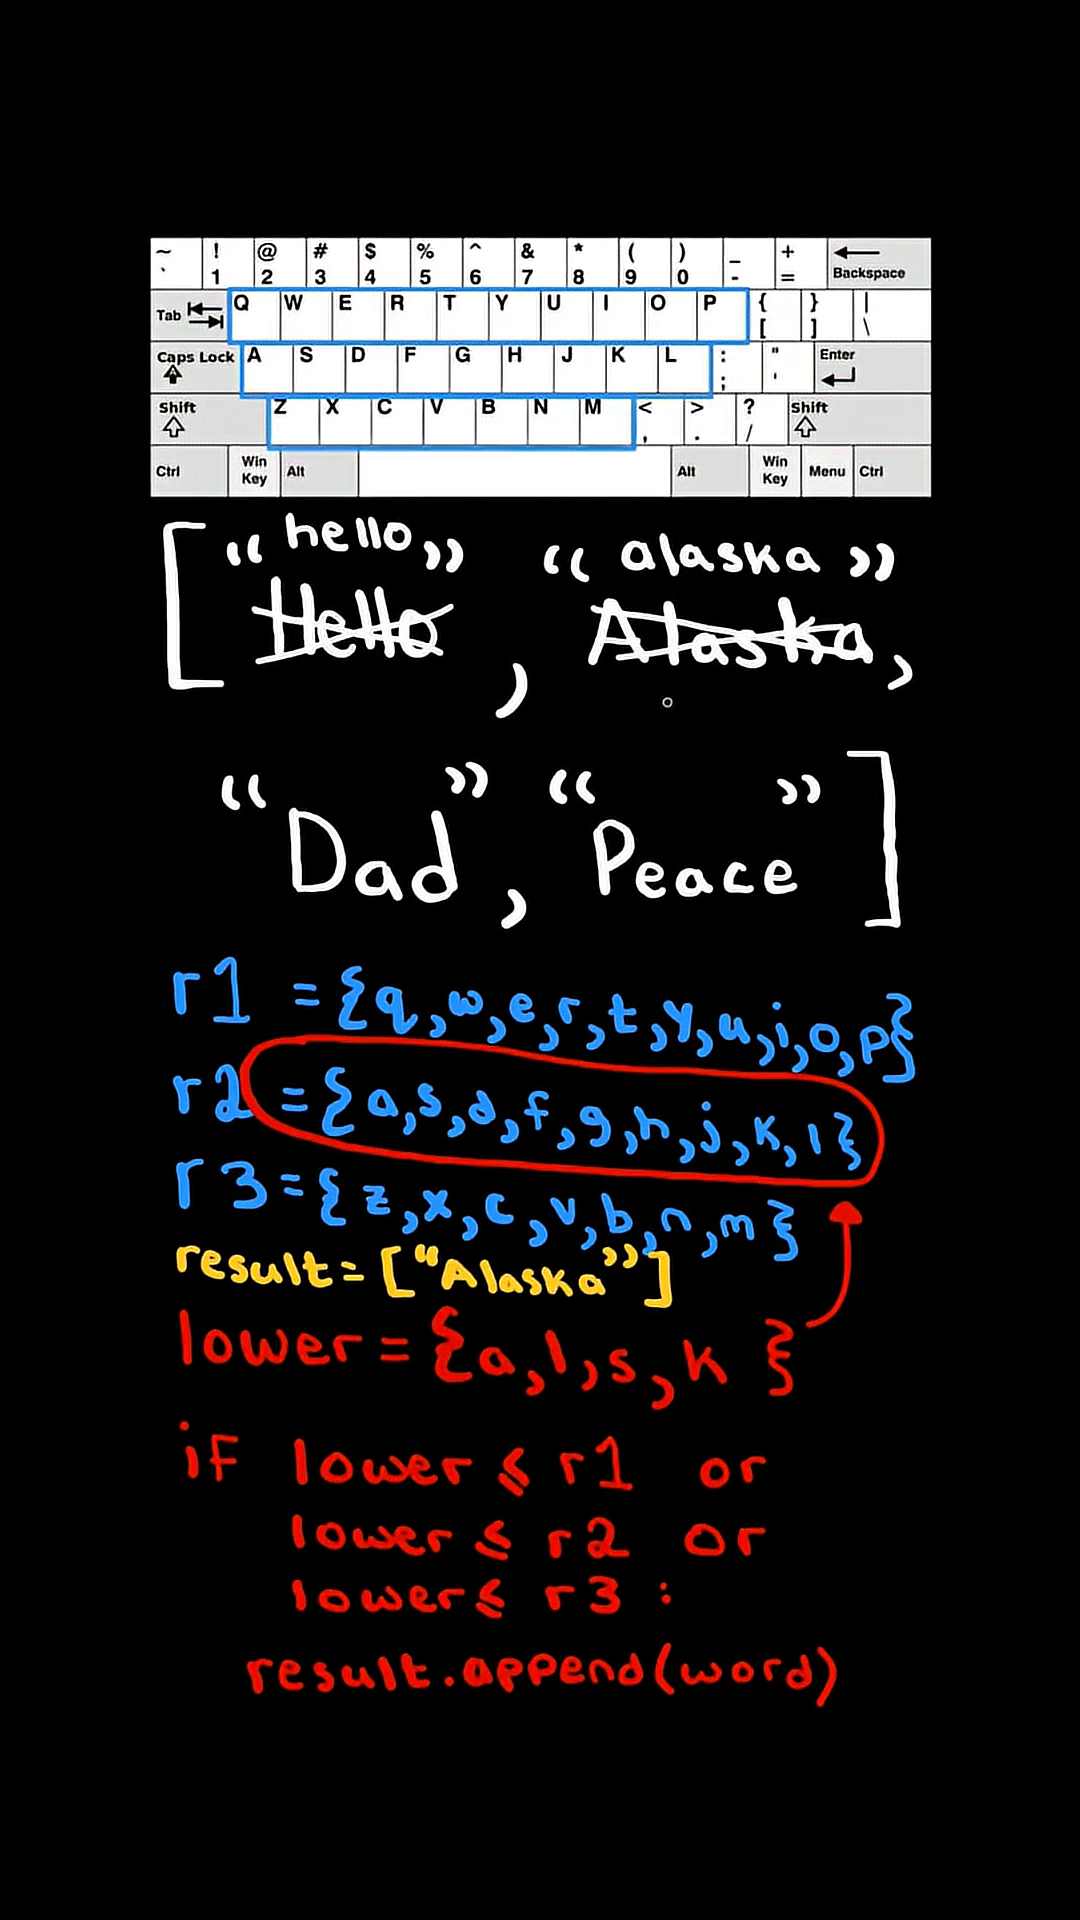 ~ ! @ # $ % ^ & * ( ) _ + Backspace
` 1 2 3 4 5 6 7 8 9 0 - =
Tab Q W E R T Y U I O P { } |
[ ] \
Caps Lock A S D F G H J K L : " Enter
; '
Shift Z X C V B N M < > ? Shift
, . /
Ctrl Win Key Alt Alt Win Key Menu Ctrl
[ "hello" "alaska"
Hello , Alaska,
"Dad", "Peace" ]
r1 = {q,w,e,r,t,y,u,i,o,p}
r2 = {a,s,d,f,g,h,j,k,l}
r3 = {z,x,c,v,b,n,m}
result = ["Alaska"]
lower = {a,l,s,k }
if lower ≤ r1 or
lower ≤ r2 or
lower ≤ r3 :
result.append(word)